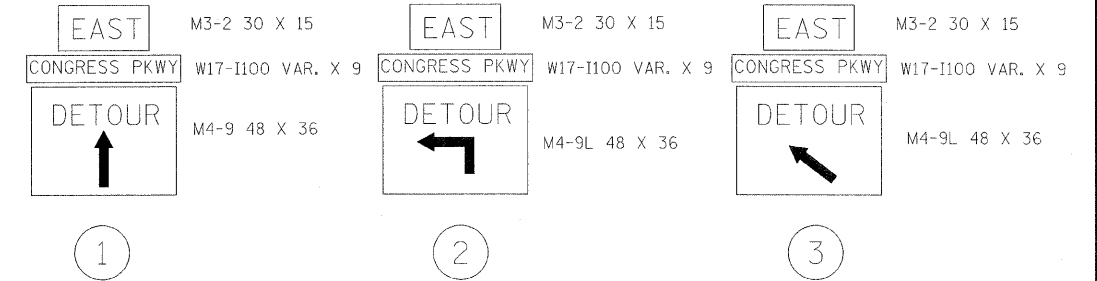 EAST M3-2 30 X 15
CONGRESS PKWY W17-I100 VAR. X 9
DETOUR
M4-9 48 X 36
1
EAST M3-2 30 X 15
CONGRESS PKWY W17-I100 VAR. X 9
DETOUR
M4-9L 48 X 36
2
EAST M3-2 30 X 15
CONGRESS PKWY W17-I100 VAR. X 9
DETOUR
M4-9L 48 X 36
3